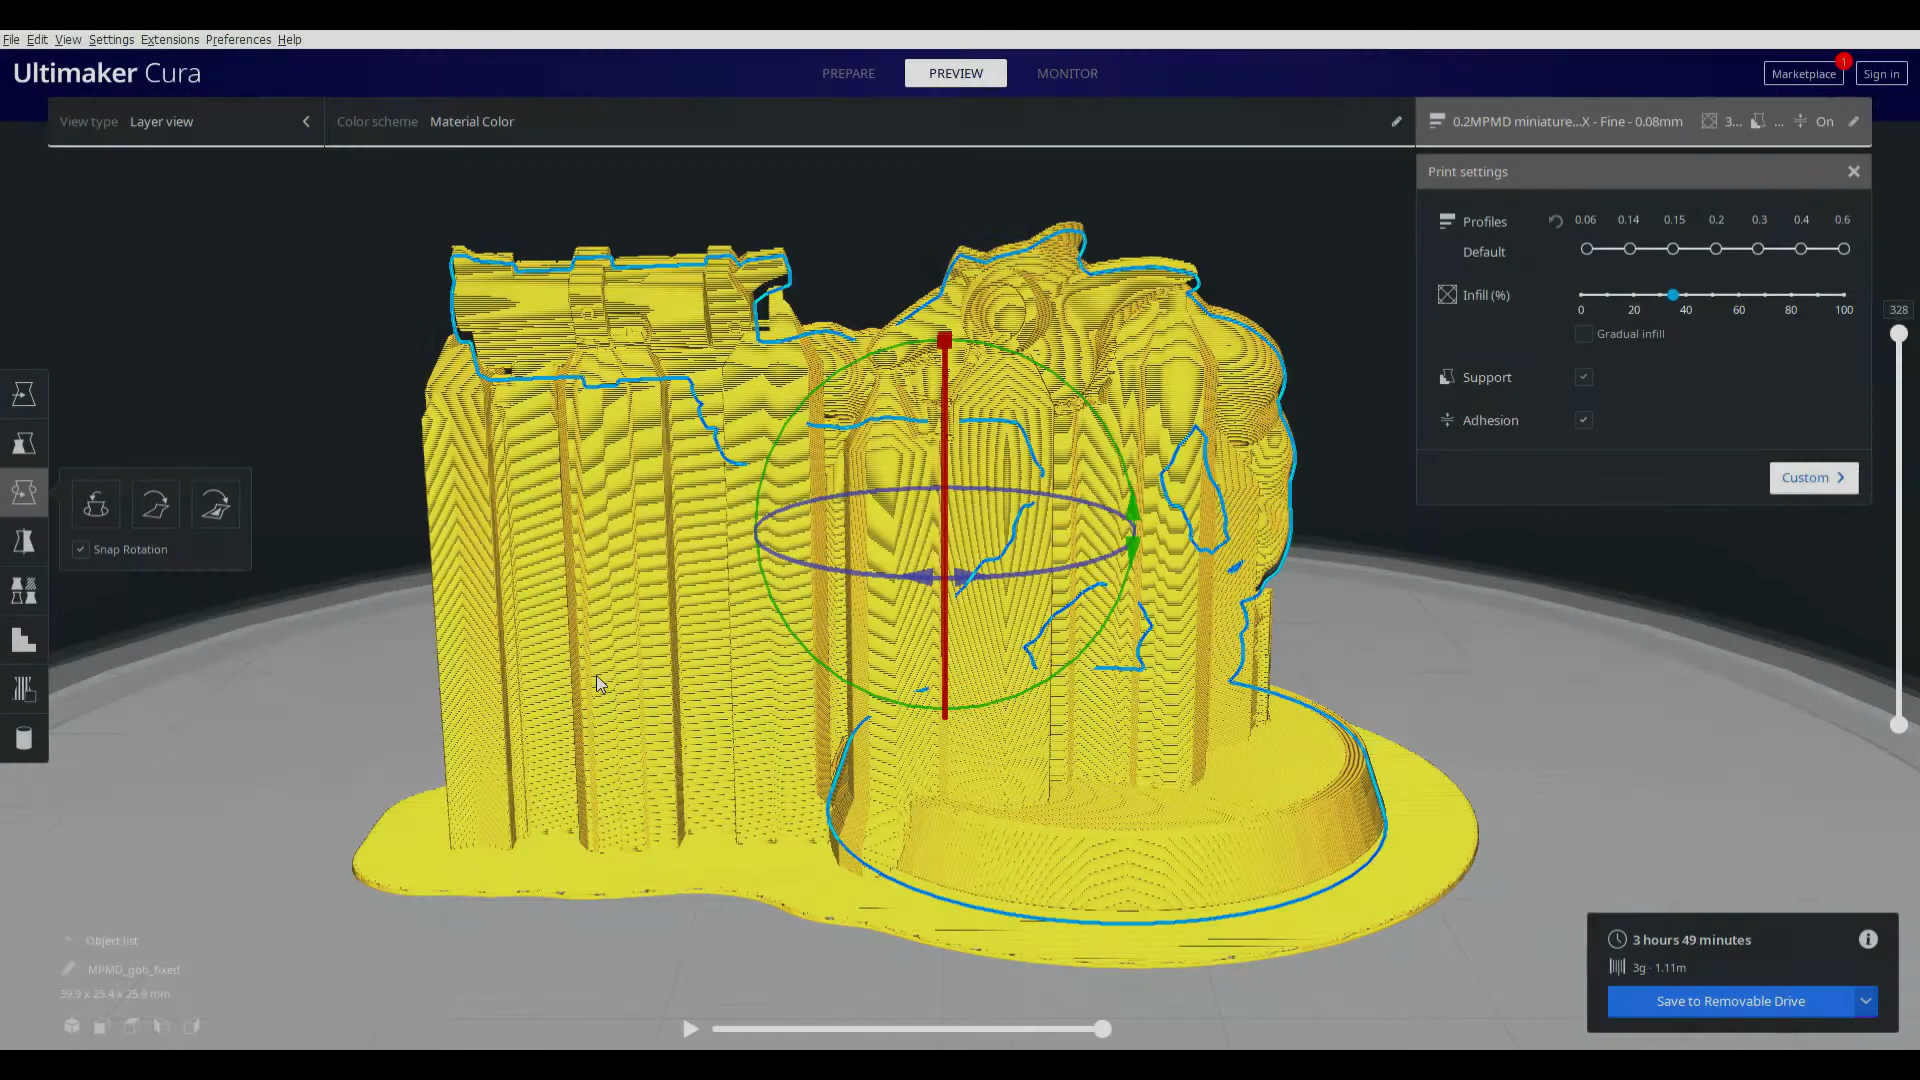 File Edit View Settings Extensions Preferences Help
Ultimaker Cura
PREPARE PREVIEW MONITOR
Marketplace 1 Sign in
View type Layer view
Color scheme Material Color
0.2MPMD miniature...X - Fine - 0.08mm 3... ... On
Print settings
Profiles 0.06 0.14 0.15 0.2 0.3 0.4 0.6
Default
Infill (%)
0 20 40 60 80 100
Gradual infill
328
Support
Adhesion
Custom
Snap Rotation
Object list
MPMD_gob_fixed
39.9 x 25.4 x 25.9 mm
3 hours 49 minutes
3g · 1.11m
Save to Removable Drive